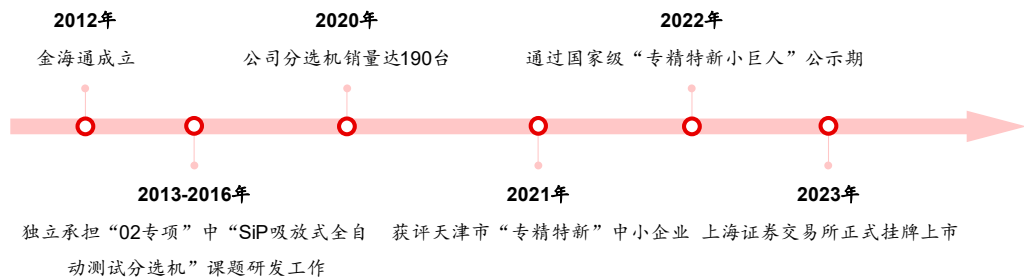 2012年
金海通成立
2020年
公司分选机销量达190台
2022年
通过国家级“专精特新小巨人”公示期
2013-2016年
独立承担“02专项”中“SiP吸放式全自
动测试分选机”课题研发工作
2021年
获评天津市“专精特新”中小企业
2023年
上海证券交易所正式挂牌上市